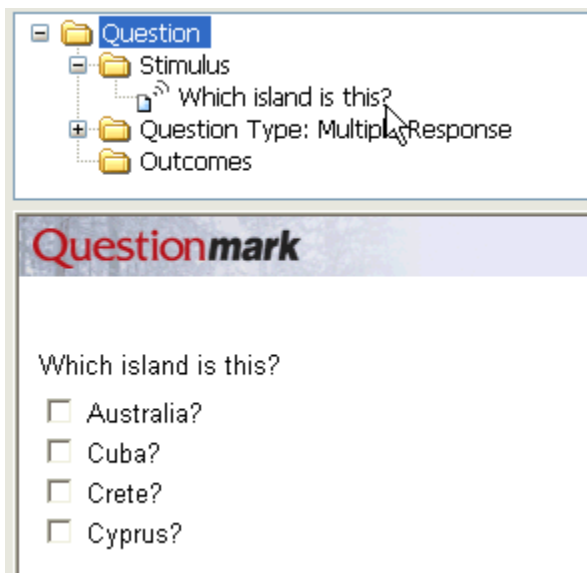 Question
Stimulus
Which island is this?
Question Type: Multiple Response
Outcomes
Questionmark
Which island is this?
Australia?
Cuba?
Crete?
Cyprus?